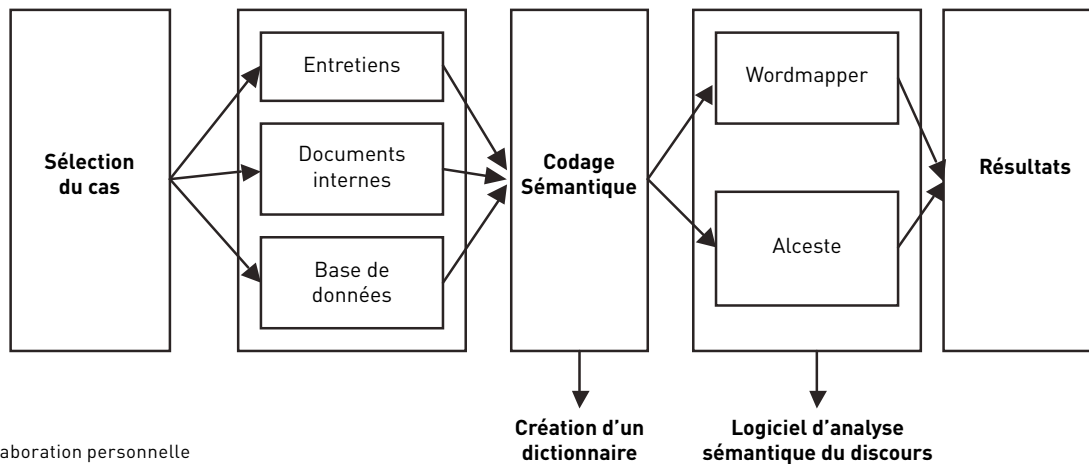 Sélection
du cas
Entretiens
Documents
internes
Base de
données
Codage
Sémantique
Wordmapper
Alceste
Résultats
Création d'un
dictionnaire
Logiciel d'analyse
sémantique du discours
aboration personnelle